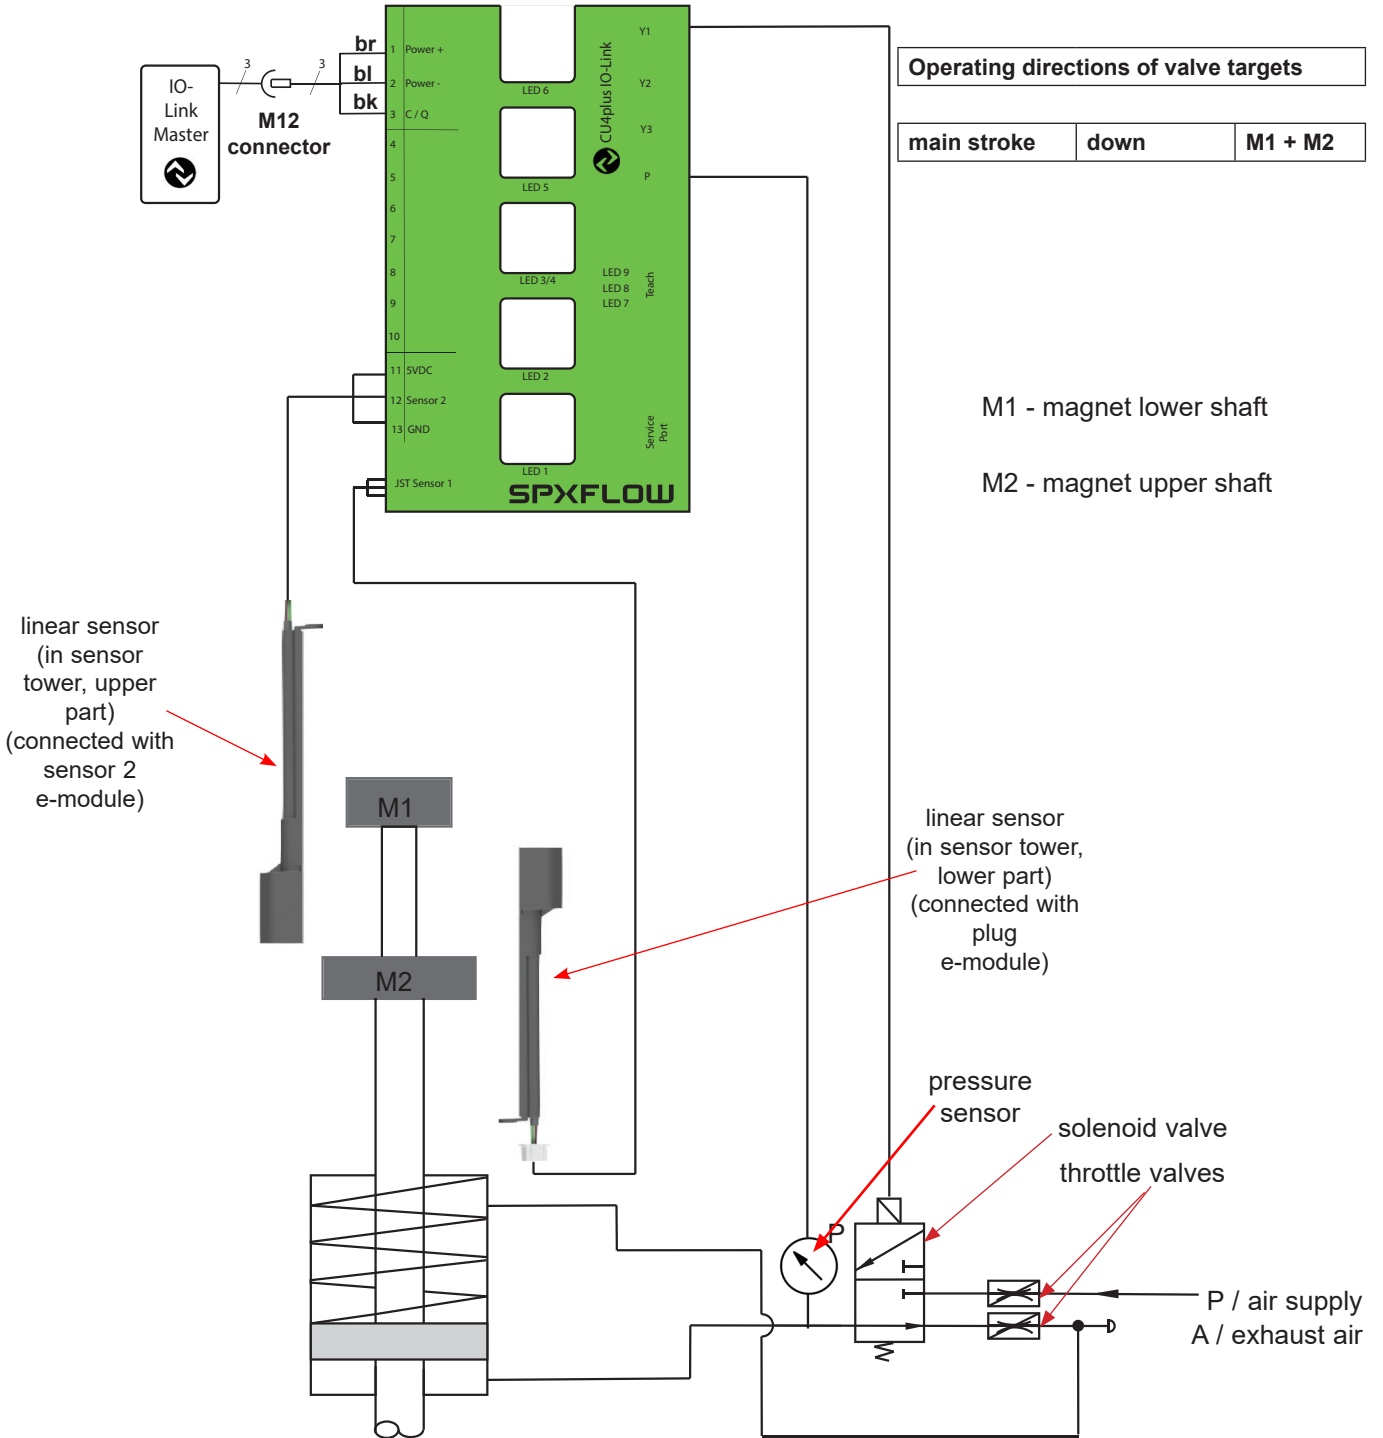 br
bl
bk
3
3
IO-
Link
Master
M12
connector
1 Power +
2 Power -
3 C / Q
4
5
6
7
8
9
10
11 5VDC
12 Sensor 2
13 GND
JST Sensor 1
LED 6
LED 5
LED 3/4
LED 2
LED 1
CU4plus IO-Link
Y1
Y2
Y3
P
LED 9
LED 8
LED 7
Teach
Service
Port
SPXFLOW
Operating directions of valve targets
main stroke down M1 + M2
M1 - magnet lower shaft
M2 - magnet upper shaft
linear sensor
(in sensor
tower, upper
part)
(connected with
sensor 2
e-module)
M1
M2
linear sensor
(in sensor tower,
lower part)
(connected with
plug
e-module)
pressure
sensor
solenoid valve
throttle valves
P
P / air supply
A / exhaust air